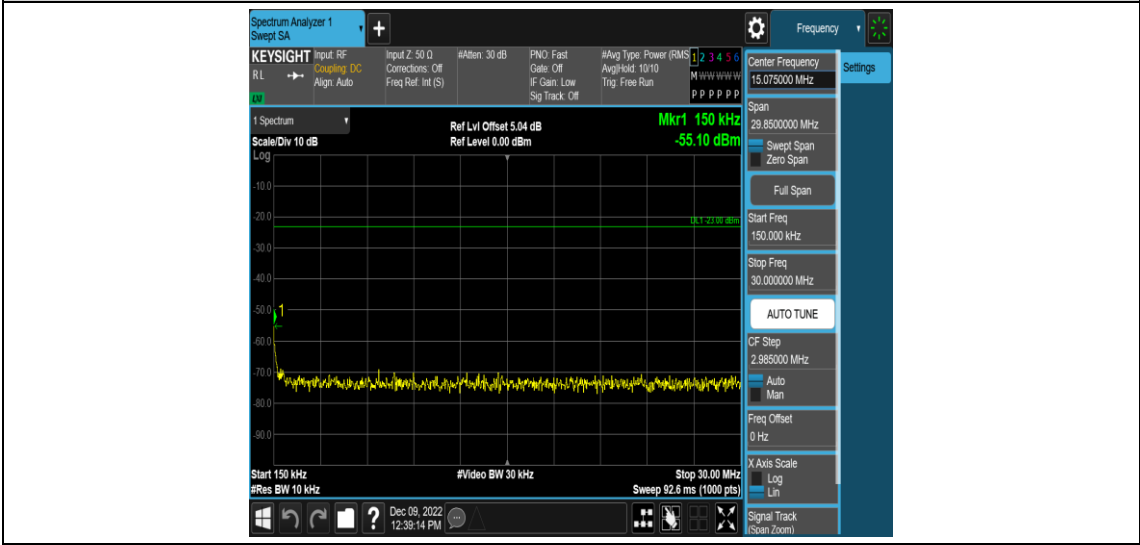 Spectrum Analyzer 1
Swept SA
+
Frequency
KEYSIGHT
RL
Input: RF
Coupling: DC
Align: Auto
Input Z: 50 Ω
Corrections: Off
Freq Ref: Int (S)
#Atten: 30 dB
PNO: Fast
Gate: Off
IF Gain: Low
Sig Track: Off
#Avg Type: Power (RMS
Avg|Hold: 10/10
Trig: Free Run
1 2 3 4 5 6
M W W W W W
P P P P P P
1 Spectrum
Scale/Div 10 dB
Log
Ref Lvl Offset 5.04 dB
Ref Level 0.00 dBm
Mkr1 150 kHz
-55.10 dBm
-10.0
-20.0
DL1 -23.00 dBm
-30.0
-40.0
-50.0
1
-60.0
-70.0
-80.0
-90.0
Start 150 kHz
#Video BW 30 kHz
Stop 30.00 MHz
#Res BW 10 kHz
Sweep 92.6 ms (1000 pts)
?
Dec 09, 2022
12:39:14 PM
Center Frequency
15.075000 MHz
Settings
Span
29.8500000 MHz
Swept Span
Zero Span
Full Span
Start Freq
150.000 kHz
Stop Freq
30.000000 MHz
AUTO TUNE
CF Step
2.985000 MHz
Auto
Man
Freq Offset
0 Hz
X Axis Scale
Log
Lin
Signal Track
(Span Zoom)